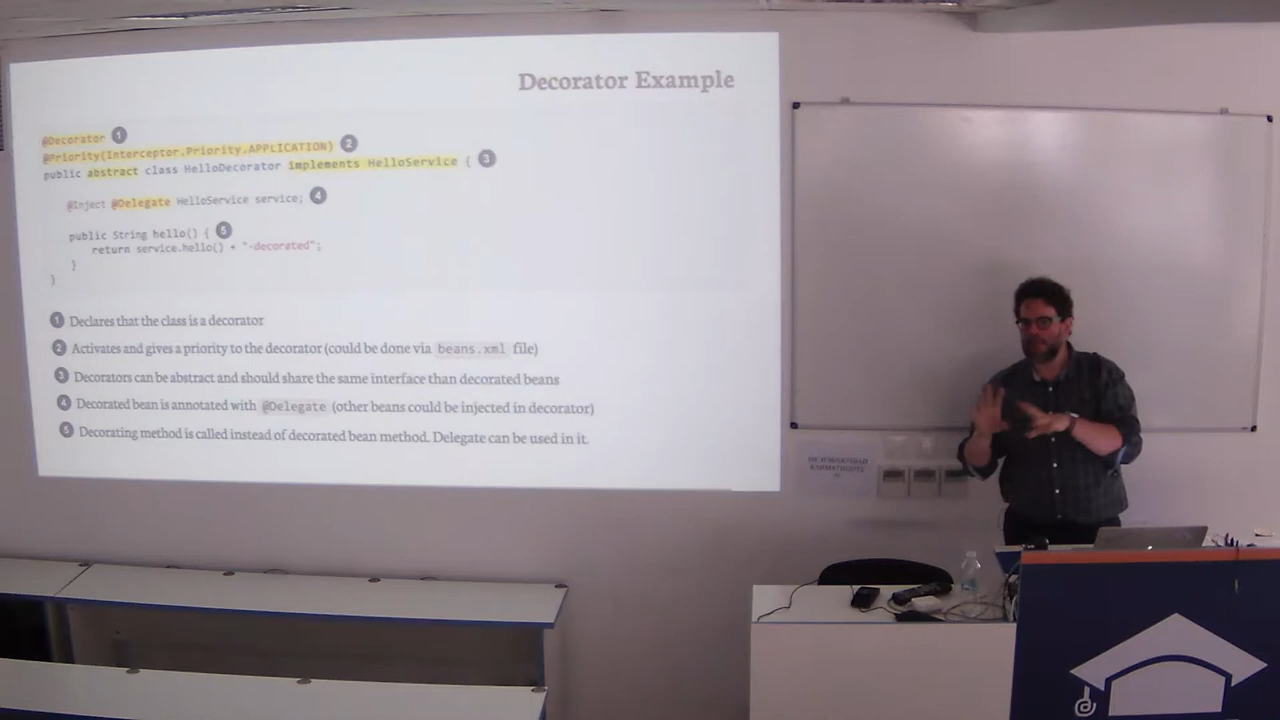 Decorator Example
@Decorator 1
@Priority(Interceptor.Priority.APPLICATION) 2
public abstract class HelloDecorator implements HelloService { 3
@Inject @Delegate HelloService service; 4
public String hello() { 5
return service.hello() + "-decorated";
}
}
1 Declares that the class is a decorator
2 Activates and gives a priority to the decorator (could be done via beans.xml file)
3 Decorators can be abstract and should share the same interface than decorated beans
4 Decorated bean is annotated with @Delegate (other beans could be injected in decorator)
5 Decorating method is called instead of decorated bean method. Delegate can be used in it.